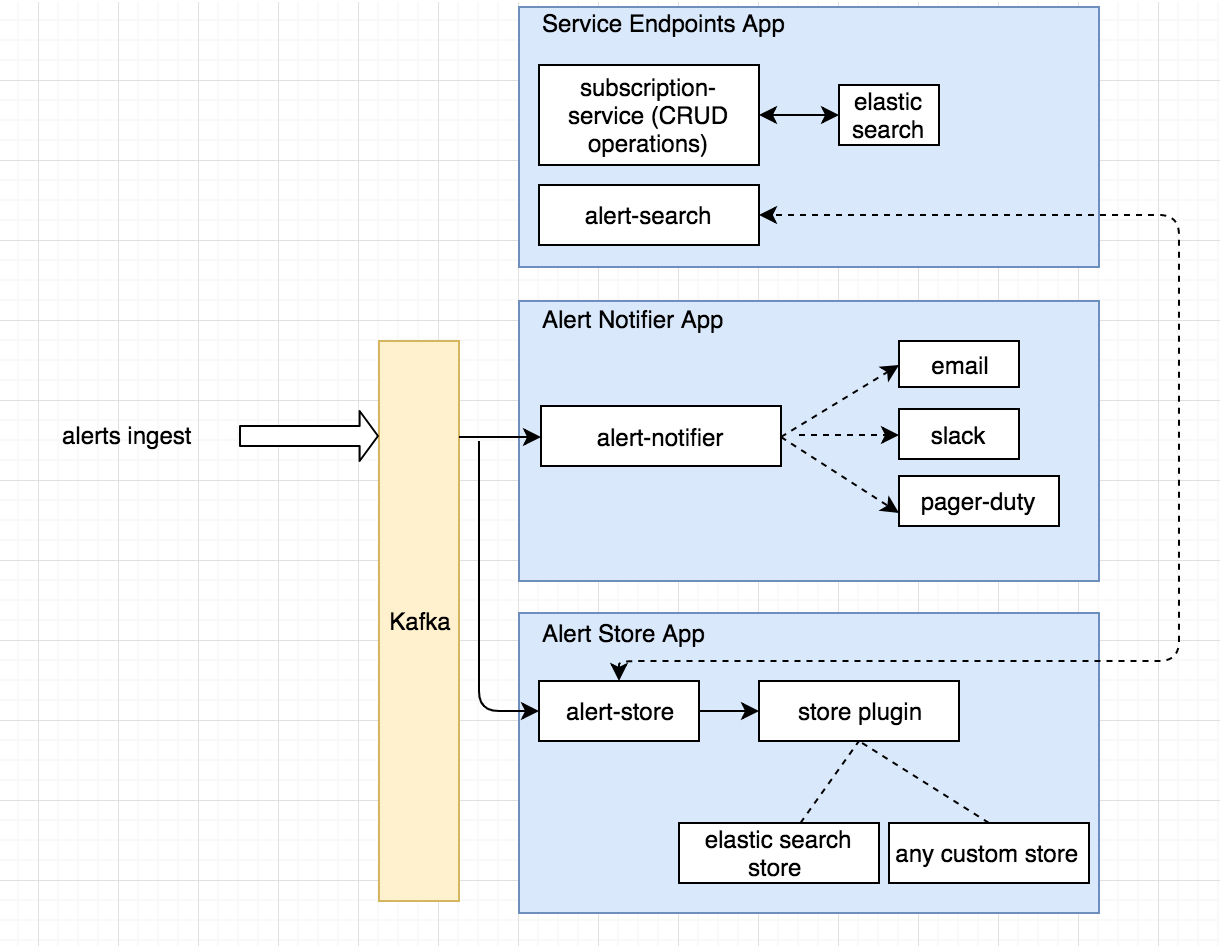 Service Endpoints App
subscription-
service (CRUD
operations)
elastic
search
alert-search
Alert Notifier App
email
alerts ingest
alert-notifier
slack
pager-duty
Kafka
Alert Store App
alert-store
store plugin
elastic search
store
any custom store